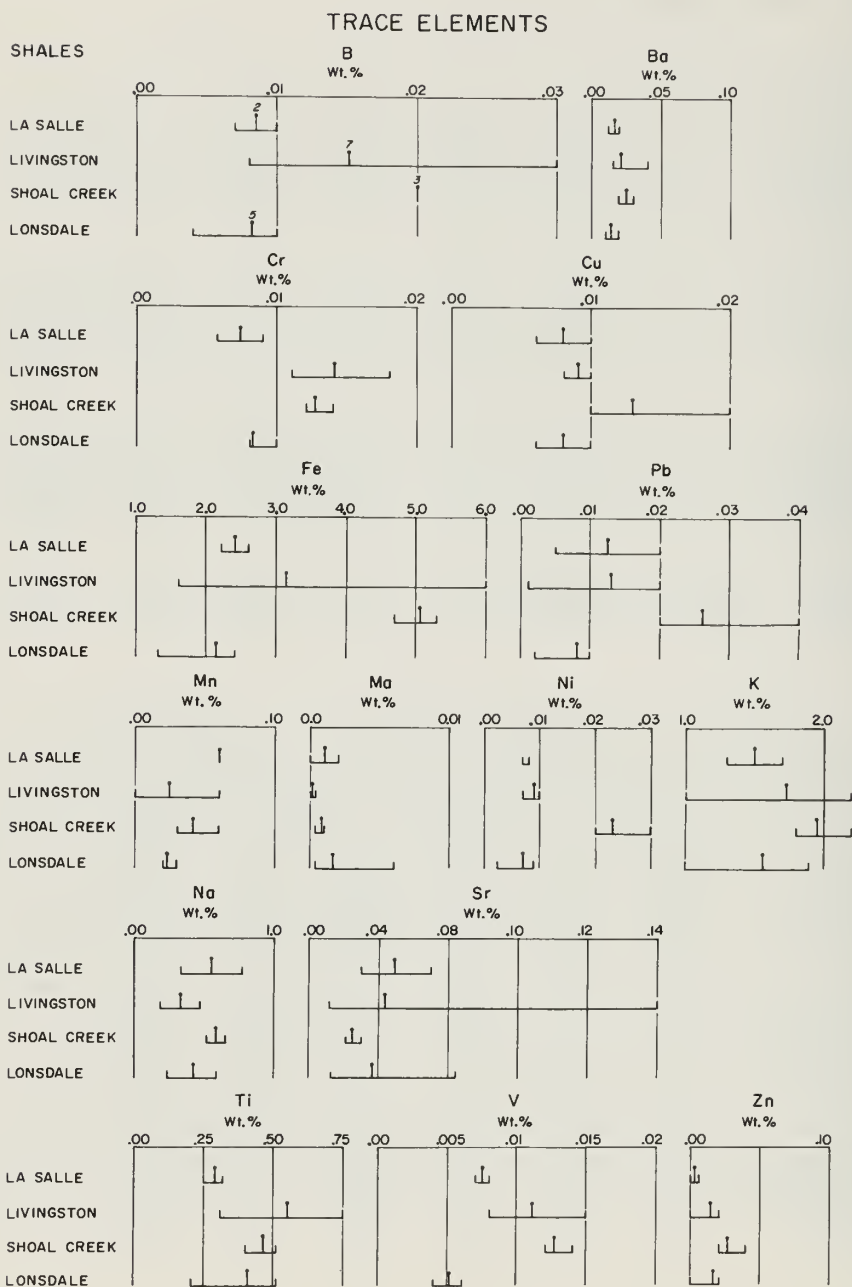 TRACE ELEMENTS
SHALES
B
Wt.%
Ba
Wt.%
.00 .01 .02 .03
.00 .05 .10
LA SALLE 2
LIVINGSTON 7
SHOAL CREEK 3
LONSDALE 5
Cr
Wt.%
Cu
Wt.%
.00 .01 .02
.00 .01 .02
LA SALLE
LIVINGSTON
SHOAL CREEK
LONSDALE
Fe
Wt.%
Pb
Wt.%
1.0 2.0 3.0 4.0 5.0 6.0
.00 .01 .02 .03 .04
LA SALLE
LIVINGSTON
SHOAL CREEK
LONSDALE
Mn
Wt.%
Ma
Wt.%
Ni
Wt.%
K
Wt.%
.00 .10
0.0 .01
.00 .01 .02 .03
1.0 2.0
LA SALLE
LIVINGSTON
SHOAL CREEK
LONSDALE
Na
Wt.%
Sr
Wt.%
.00 1.0
.04 .08 .10 .12 .14
LA SALLE
LIVINGSTON
SHOAL CREEK
LONSDALE
Ti
Wt.%
V
Wt.%
Zn
Wt.%
.00 .25 .50 .75
.00 .005 .01 .015 .02
.00 .10
LA SALLE
LIVINGSTON
SHOAL CREEK
LONSDALE